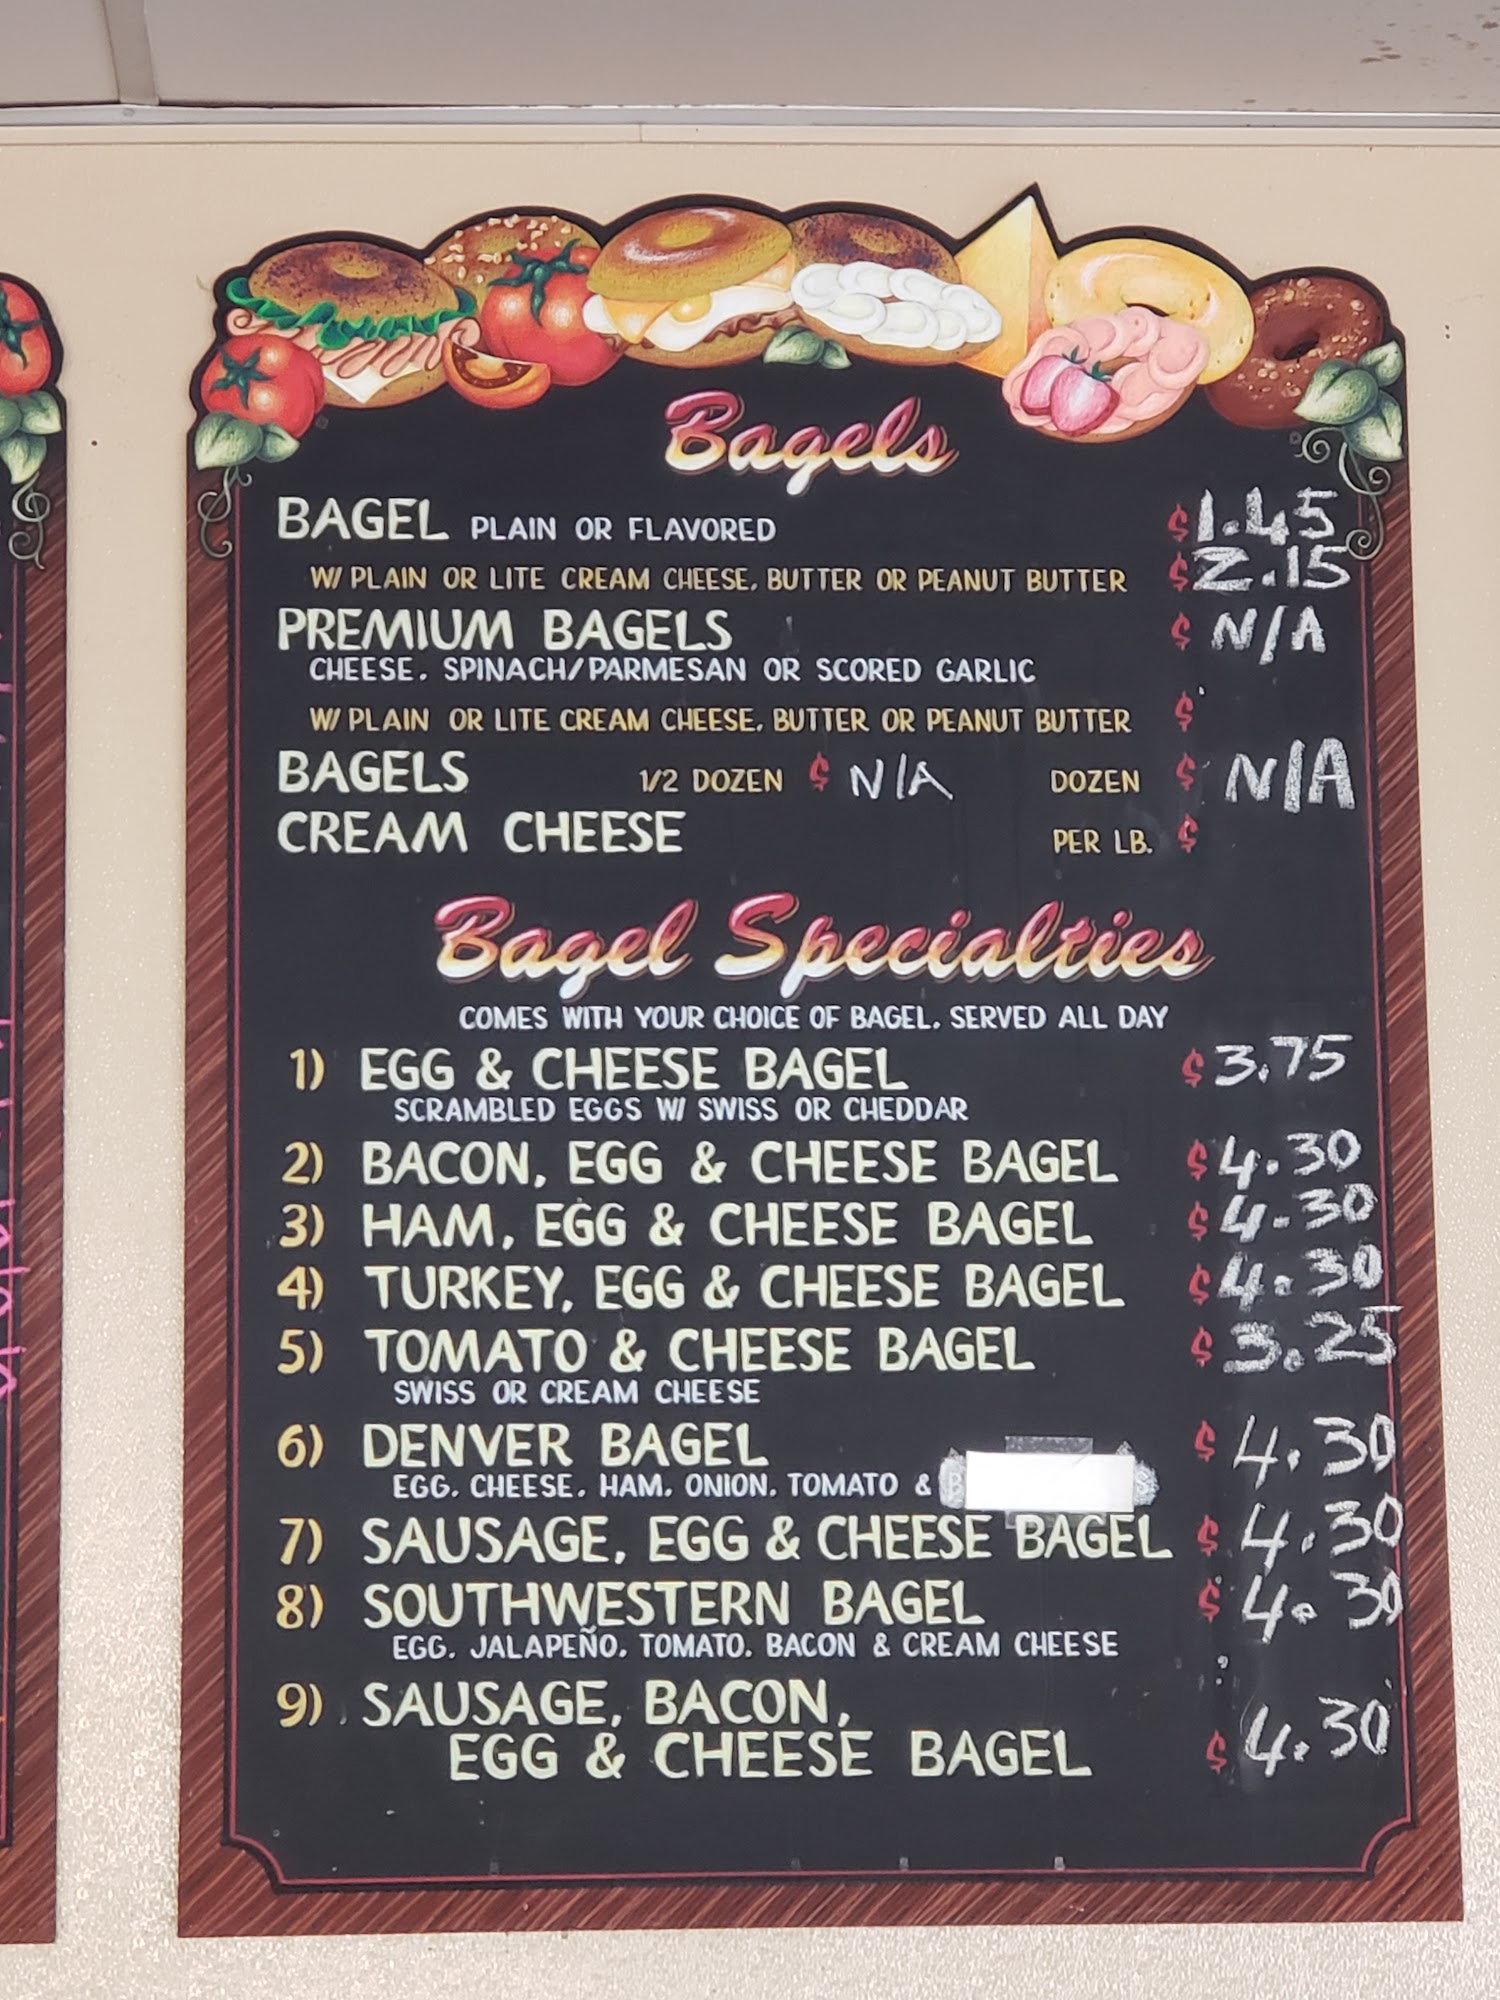 Bagels
BAGEL PLAIN OR FLAVORED $1.45
W/ PLAIN OR LITE CREAM CHEESE, BUTTER OR PEANUT BUTTER $2.15
PREMIUM BAGELS $ N/A
CHEESE, SPINACH/PARMESAN OR SCORED GARLIC
W/ PLAIN OR LITE CREAM CHEESE, BUTTER OR PEANUT BUTTER $
BAGELS 1/2 DOZEN $ N/A DOZEN $ N/A
CREAM CHEESE PER LB. $
Bagel Specialties
COMES WITH YOUR CHOICE OF BAGEL. SERVED ALL DAY
1) EGG & CHEESE BAGEL $3.75
SCRAMBLED EGGS W/ SWISS OR CHEDDAR
2) BACON, EGG & CHEESE BAGEL $4.30
3) HAM, EGG & CHEESE BAGEL $4.30
4) TURKEY, EGG & CHEESE BAGEL $4.30
5) TOMATO & CHEESE BAGEL $3.25
SWISS OR CREAM CHEESE
6) DENVER BAGEL $4.30
EGG, CHEESE, HAM, ONION, TOMATO &
7) SAUSAGE, EGG & CHEESE BAGEL $4.30
8) SOUTHWESTERN BAGEL $4.30
EGG, JALAPEÑO, TOMATO, BACON & CREAM CHEESE
9) SAUSAGE, BACON,
EGG & CHEESE BAGEL $4.30